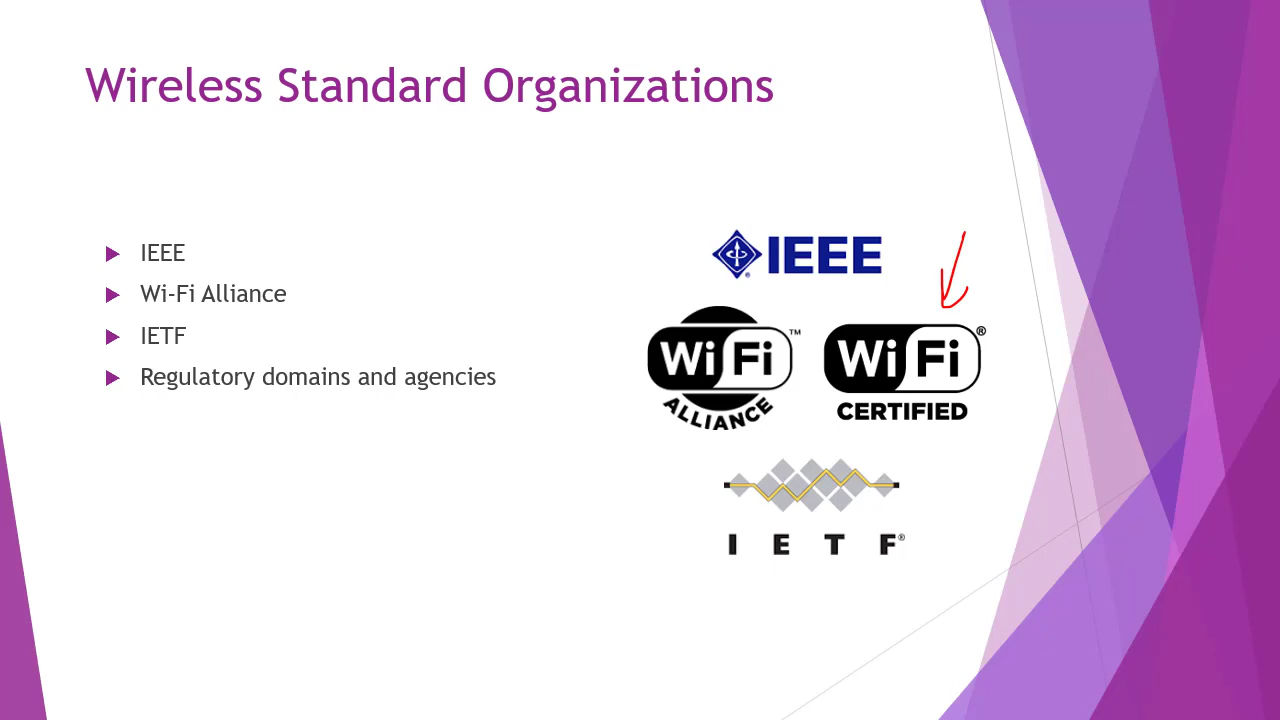 Wireless Standard Organizations
IEEE
Wi-Fi Alliance
IETF
Regulatory domains and agencies
® IEEE
Wi Fi ™
ALLIANCE
Wi Fi ®
CERTIFIED
I E T F®